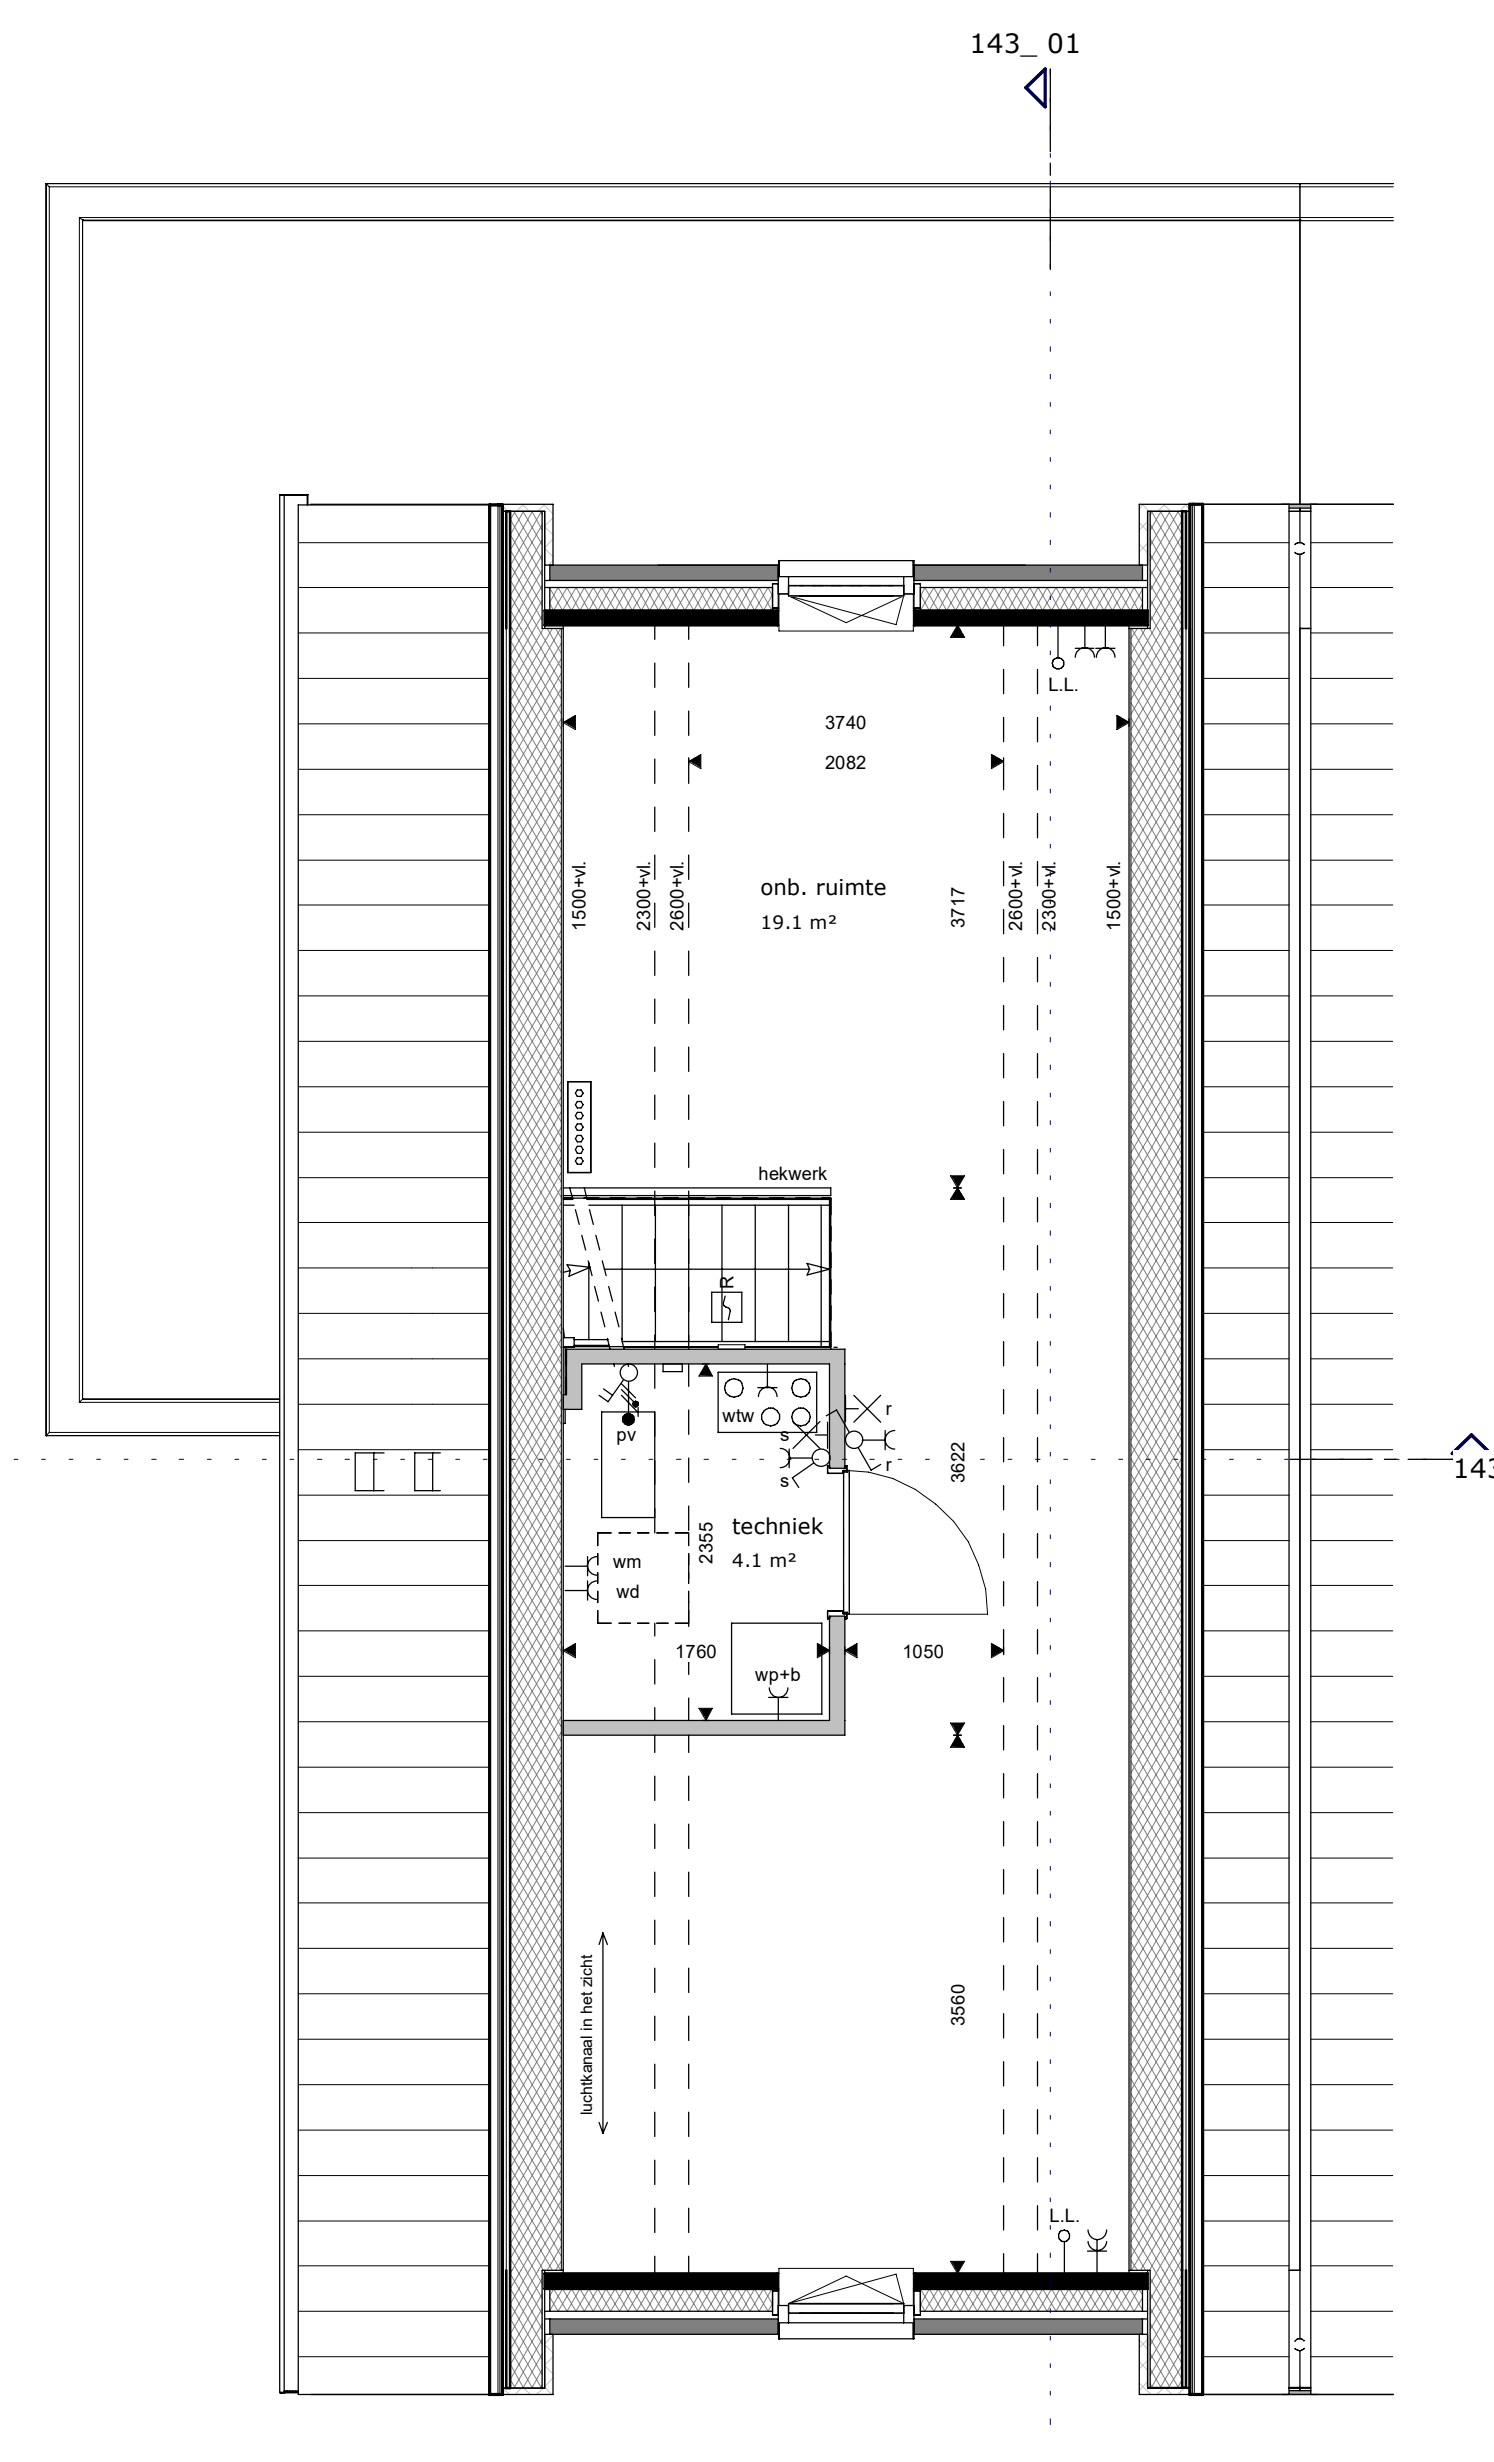 143_ 01
L.L.
3740
2082
1500+vl.
2300+vl.
2600+vl.
onb. ruimte
19.1 m²
3717
2600+vl.
2300+vl.
1500+vl.
hekwerk
R
wtw
r
pv
s
r
s
143
3622
techniek
4.1 m²
2355
wm
wd
1760
1050
wp+b
luchtkanaal in het zicht
3560
L.L.